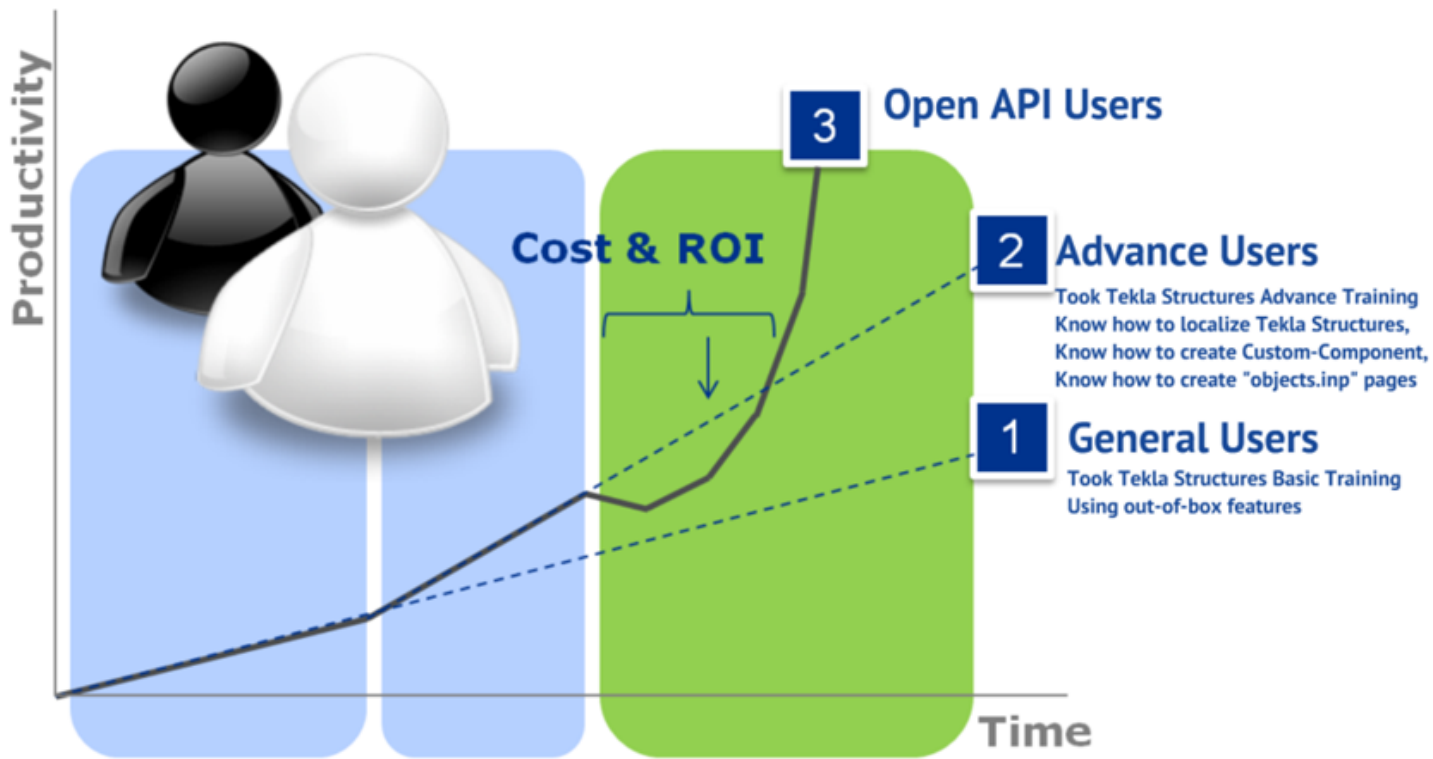 Productivity
3
Open API Users
Cost & ROI
2
Advance Users
Took Tekla Structures Advance Training
Know how to localize Tekla Structures,
Know how to create Custom-Component,
Know how to create "objects.inp" pages
1
General Users
Took Tekla Structures Basic Training
Using out-of-box features
Time